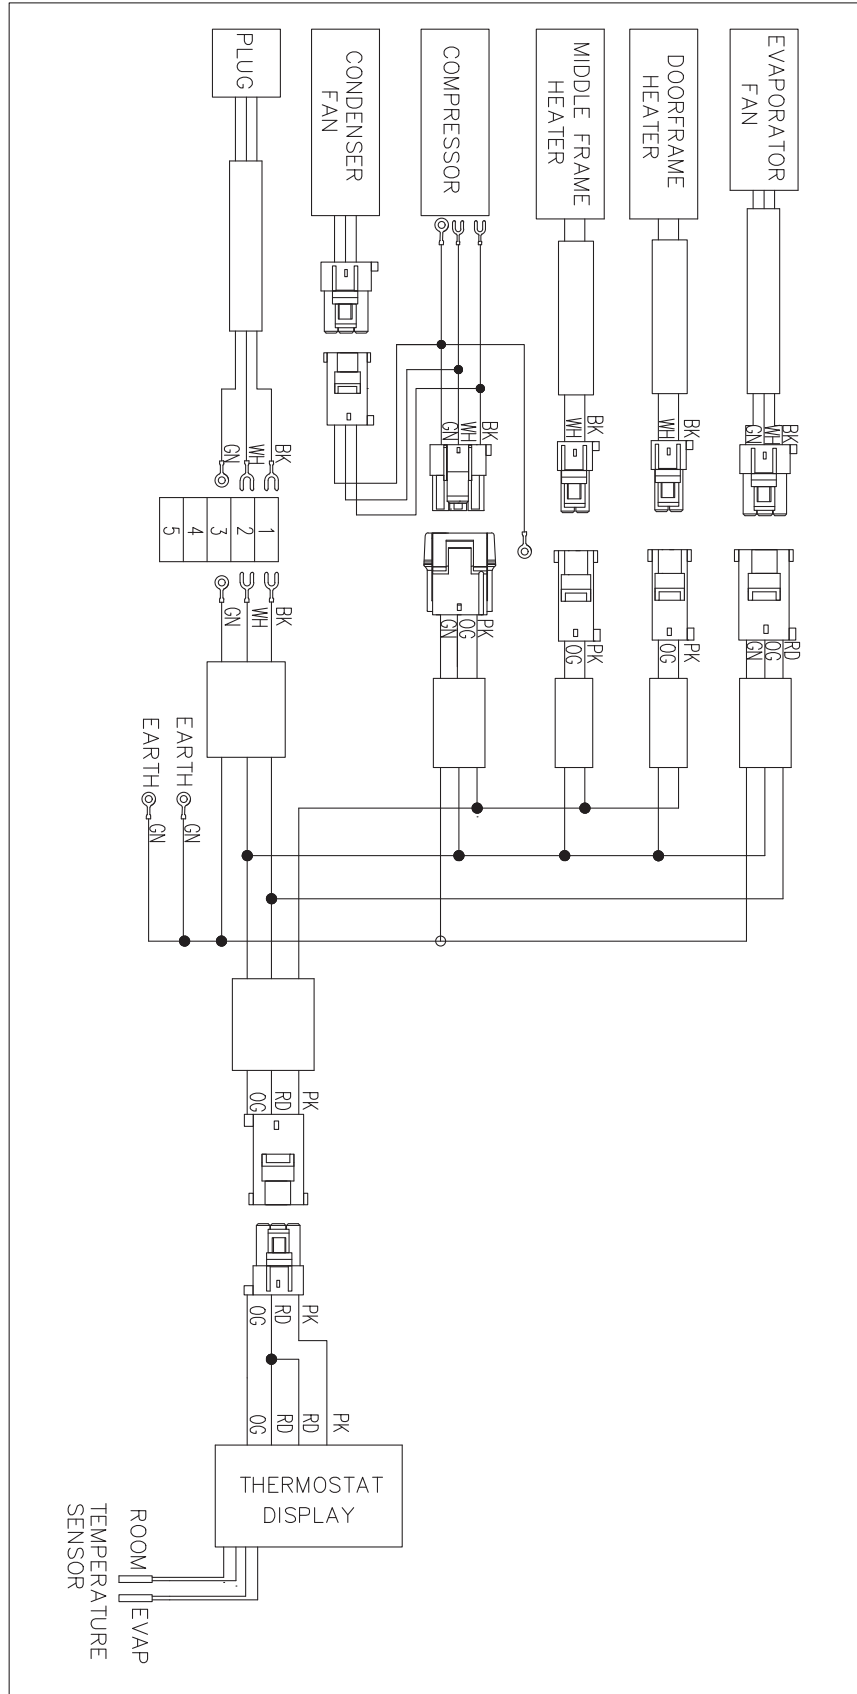 PLUG
CONDENSER
FAN
COMPRESSOR
MIDDLE FRAME
HEATER
DOORFRAME
HEATER
EVAPORATOR
FAN
GN
WH
BK
GN
WH
BK
WH
BK
WH
BK
GN
WH
BK
5
4
3
2
1
GN
WH
BK
GN
OG
PK
OG
PK
OG
PK
GN
OG
RD
EARTH
EARTH
GN
GN
OG
RD
PK
OG
RD
PK
OG
RD
RD
PK
THERMOSTAT
DISPLAY
ROOM
EVAP
TEMPERATURE
SENSOR